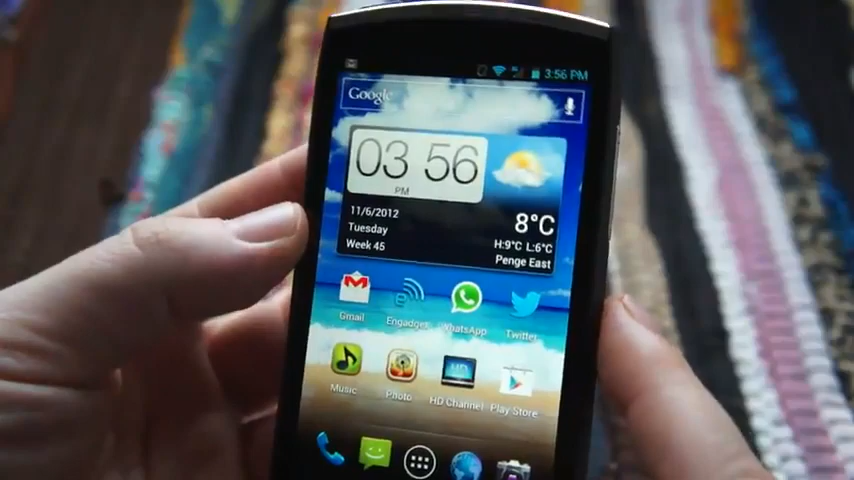 3:56 PM
Google
03 56
PM
11/6/2012
Tuesday
Week 45
8°C
H:9°C L:6°C
Penge East
Gmail Engadget WhatsApp Twitter
Music Photo HD Channel Play Store